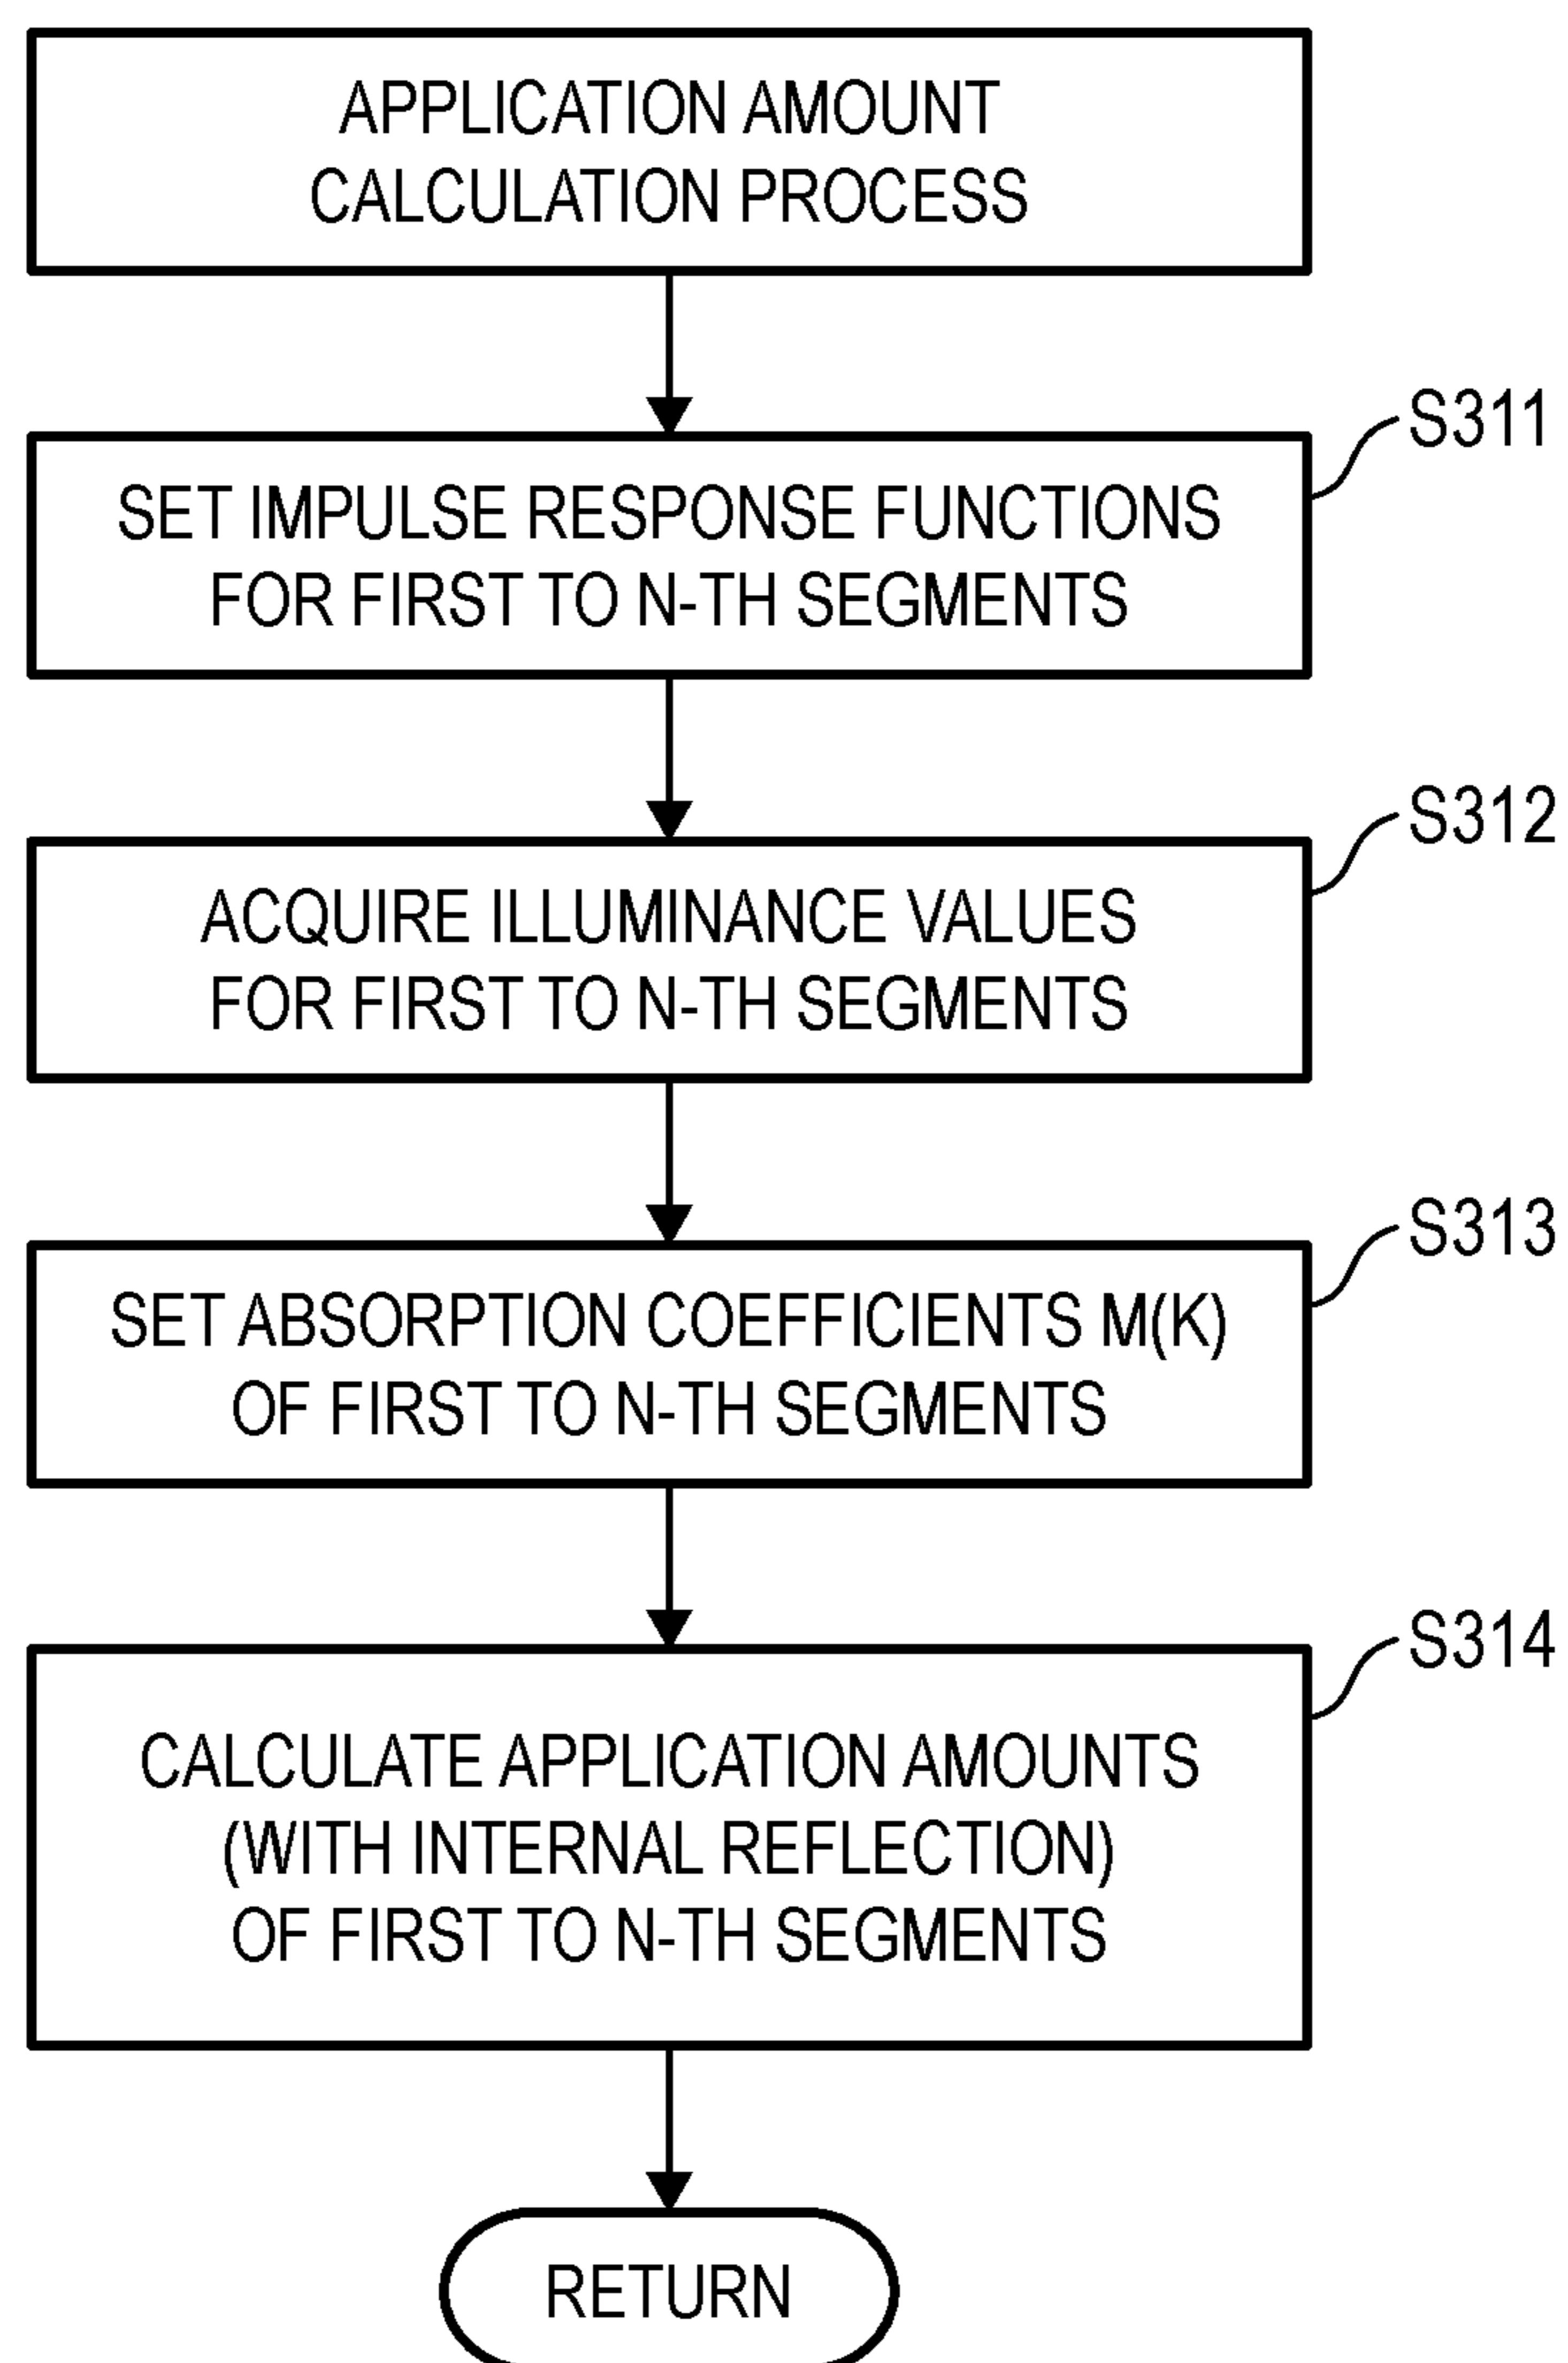 APPLICATION AMOUNT
CALCULATION PROCESS
S311
SET IMPULSE RESPONSE FUNCTIONS
FOR FIRST TO N-TH SEGMENTS
S312
ACQUIRE ILLUMINANCE VALUES
FOR FIRST TO N-TH SEGMENTS
S313
SET ABSORPTION COEFFICIENTS M(K)
OF FIRST TO N-TH SEGMENTS
S314
CALCULATE APPLICATION AMOUNTS
(WITH INTERNAL REFLECTION)
OF FIRST TO N-TH SEGMENTS
RETURN